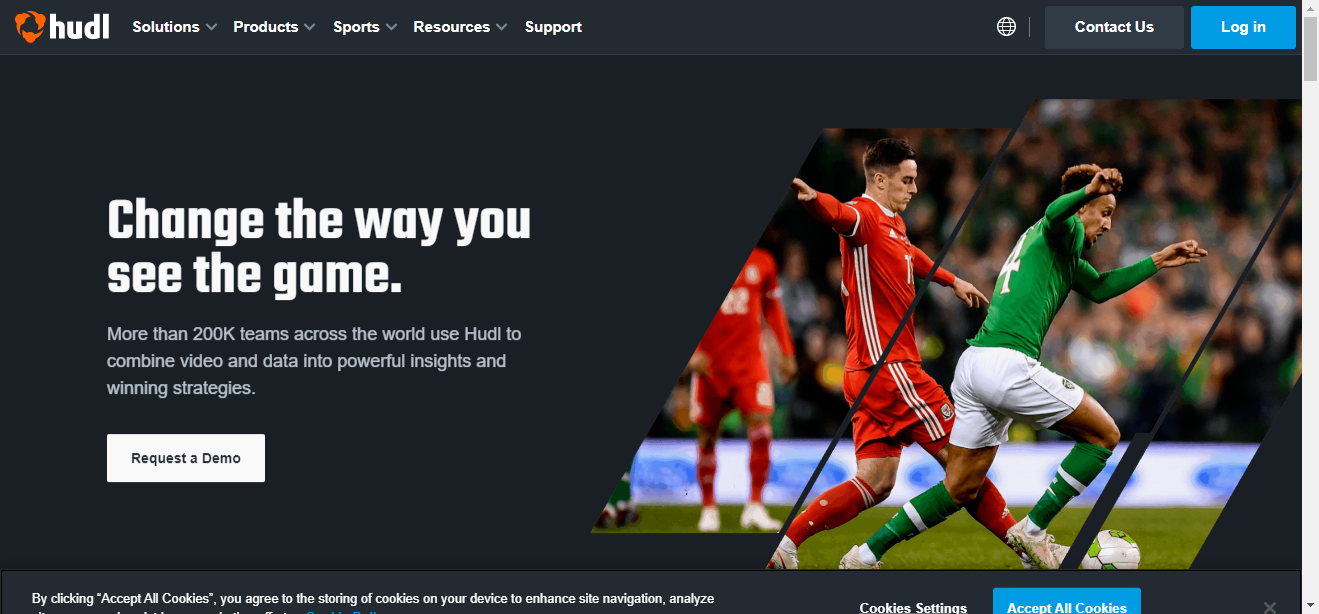 hudl Solutions Products Sports Resources Support Contact Us Log in
Change the way you
see the game.
More than 200K teams across the world use Hudl to
combine video and data into powerful insights and
winning strategies.
Request a Demo
22
4
By clicking “Accept All Cookies”, you agree to the storing of cookies on your device to enhance site navigation, analyze
Cookies Settings Accept All Cookies